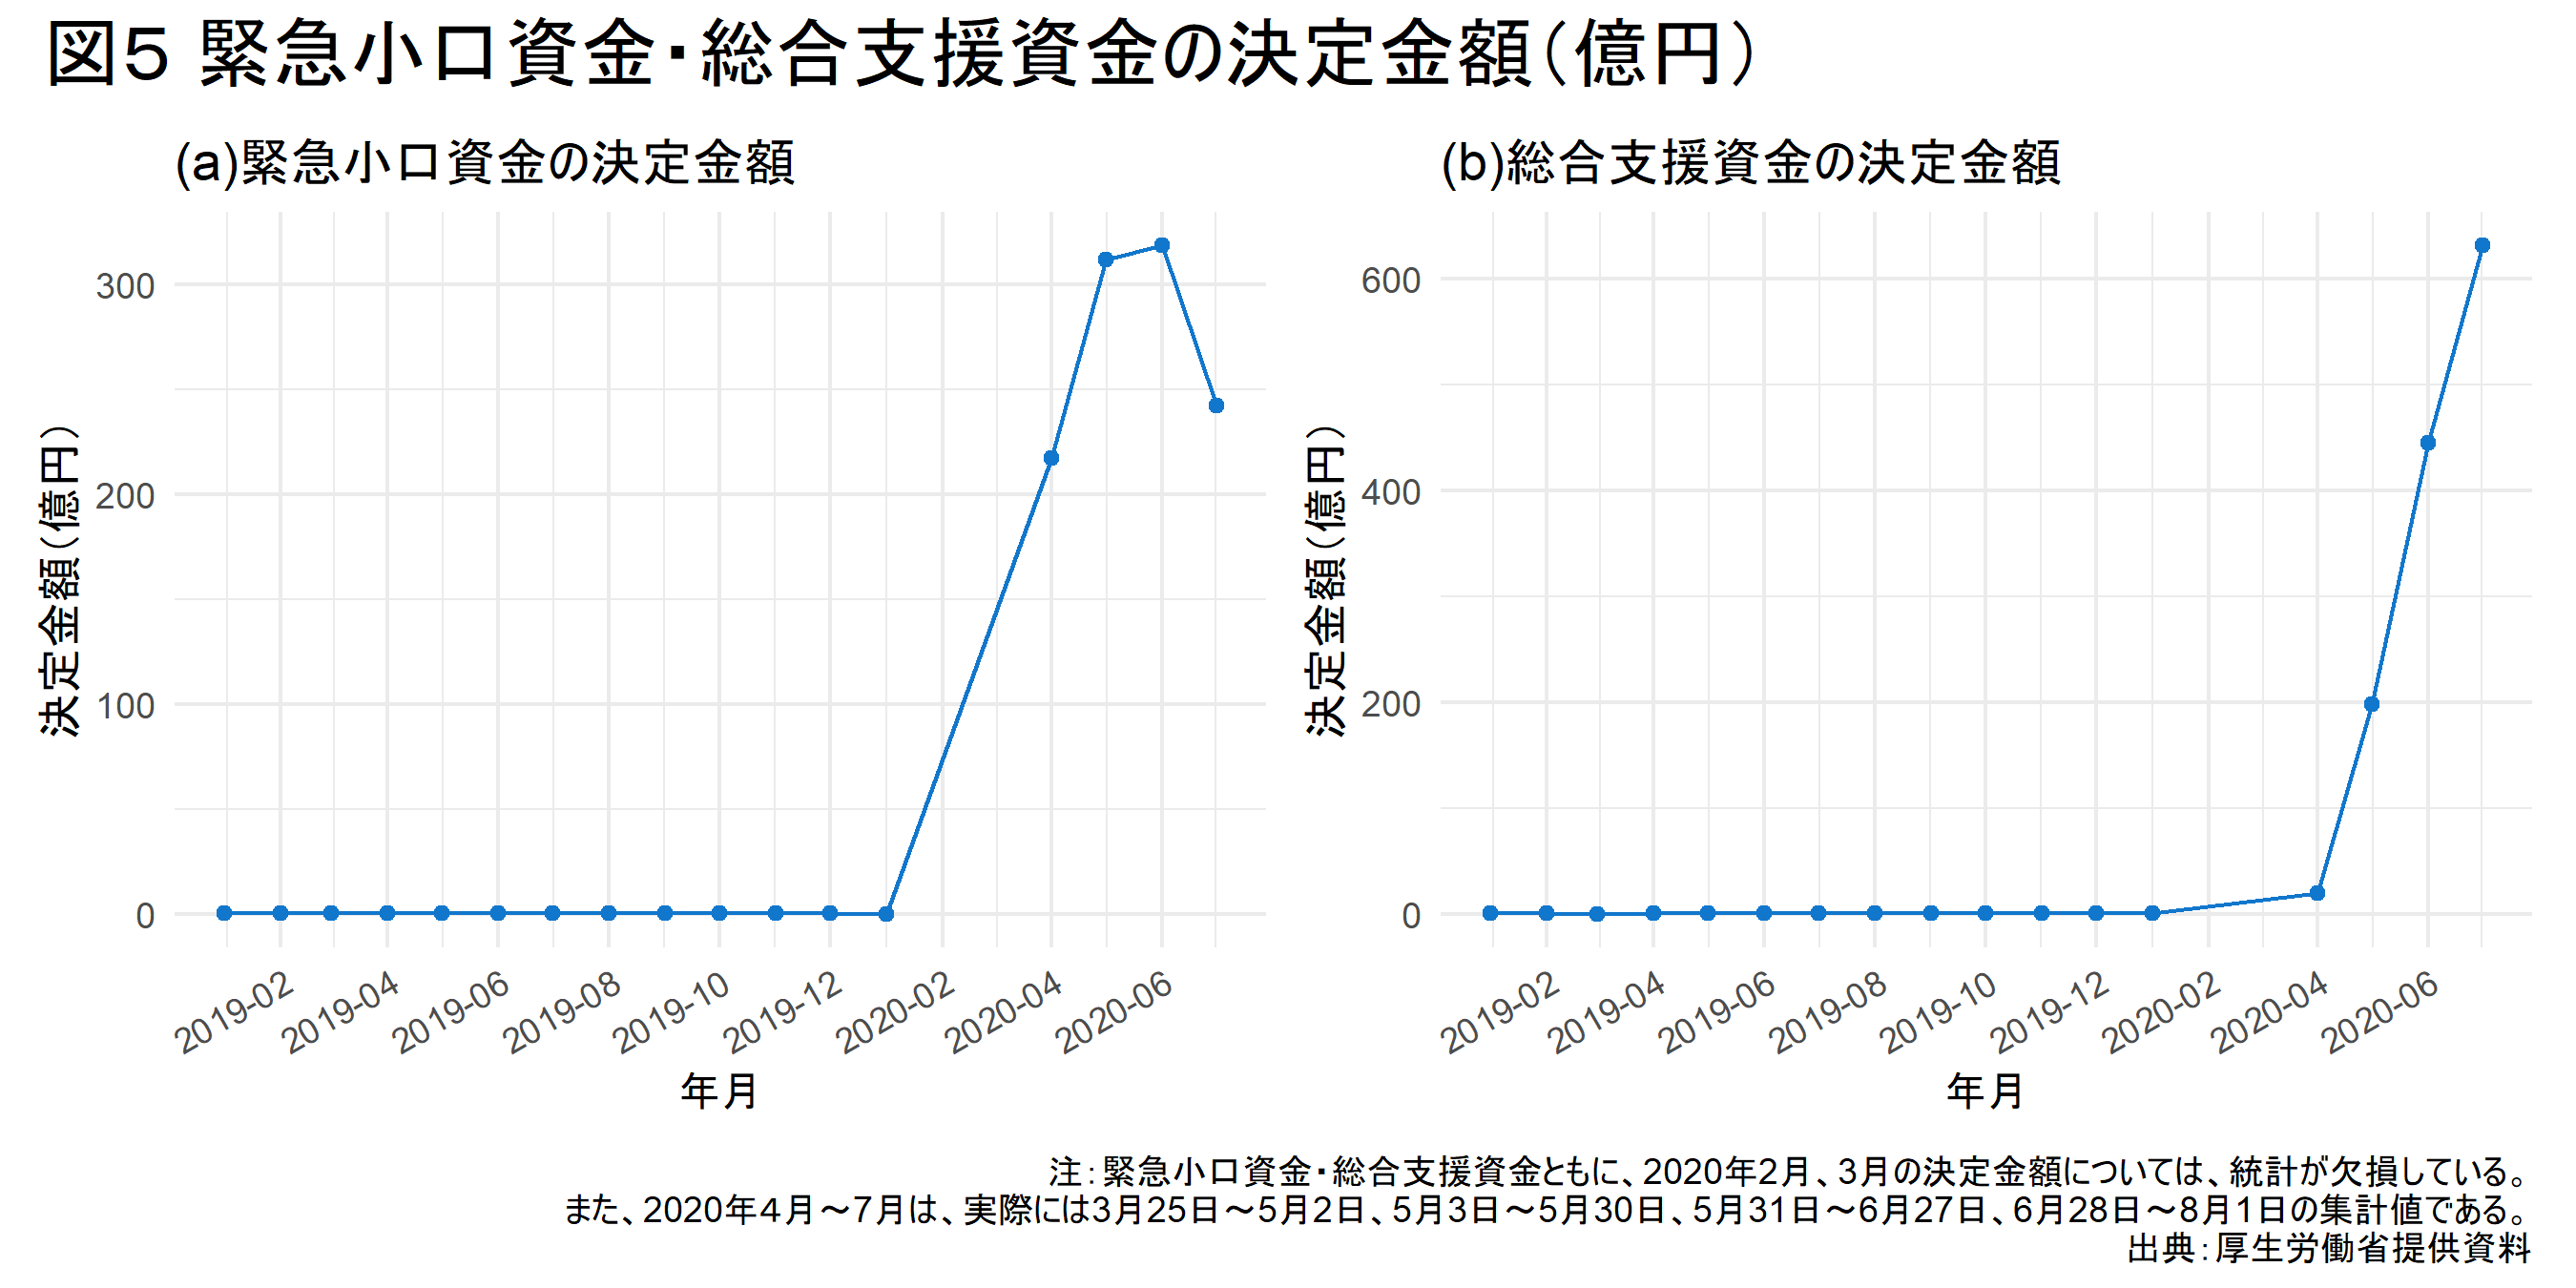 図５ 緊急小口資金・総合支援資金の決定金額（億円）
(a)緊急小口資金の決定金額
300
200
100
0
決定金額（億円）
2019-02
2019-04
2019-06
2019-08
2019-10
2019-12
2020-02
2020-04
2020-06
年月
(b)総合支援資金の決定金額
600
400
200
0
決定金額（億円）
2019-02
2019-04
2019-06
2019-08
2019-10
2019-12
2020-02
2020-04
2020-06
年月
注：緊急小口資金・総合支援資金ともに、2020年2月、3月の決定金額については、統計が欠損している。
また、2020年４月～7月は、実際には3月25日～5月2日、5月3日～5月30日、5月31日～6月27日、6月28日～8月1日の集計値である。
出典：厚生労働省提供資料